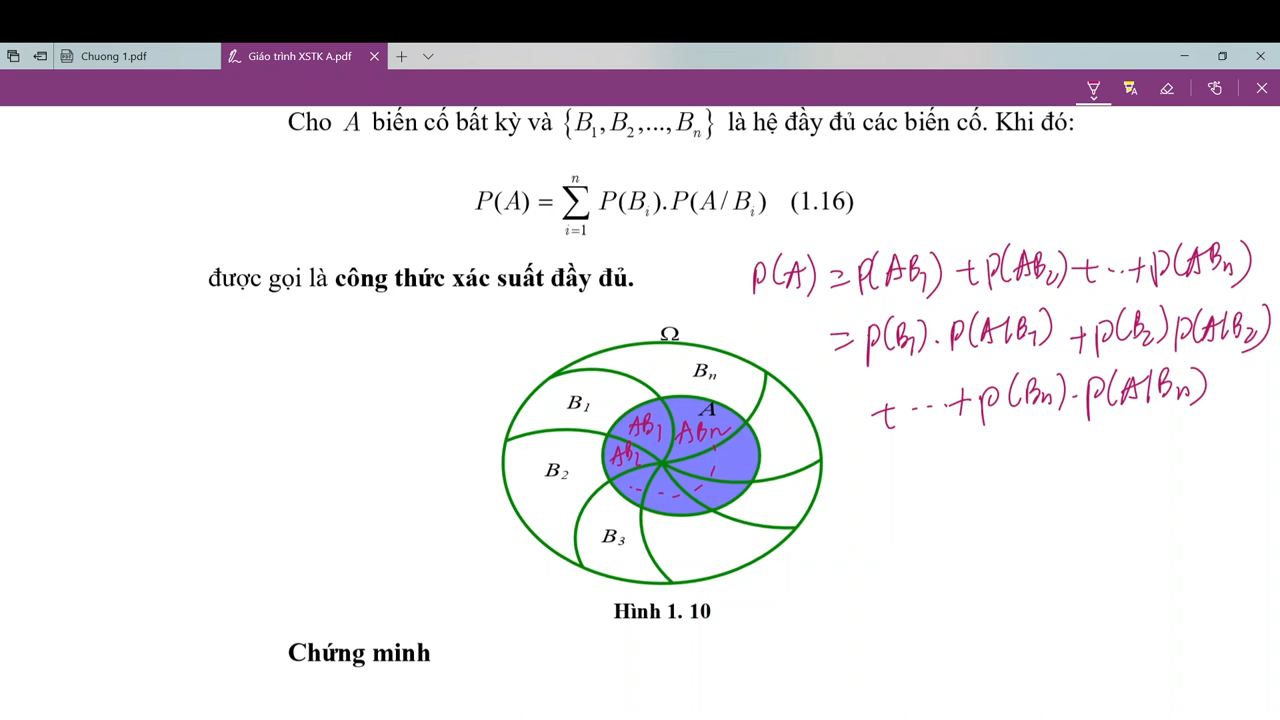 Chuong 1.pdf
Giáo trình XSTK A.pdf
Cho A biến cố bất kỳ và {B₁, B₂,..., Bₙ} là hệ đầy đủ các biến cố. Khi đó:
P(A) = ∑ⁿᵢ₌₁ P(Bᵢ).P(A / Bᵢ) (1.16)
được gọi là công thức xác suất đầy đủ.
P(A) = P(AB₁) + P(AB₂) + ... + P(ABₙ)
= P(B₁) . P(A|B₁) + P(B₂) P(A|B₂)
+ ... + P(Bₙ) . P(A|Bₙ)
Ω
Bₙ
B₁
A
AB₁
ABₙ
AB₂
B₂
B₃
Hình 1. 10
Chứng minh